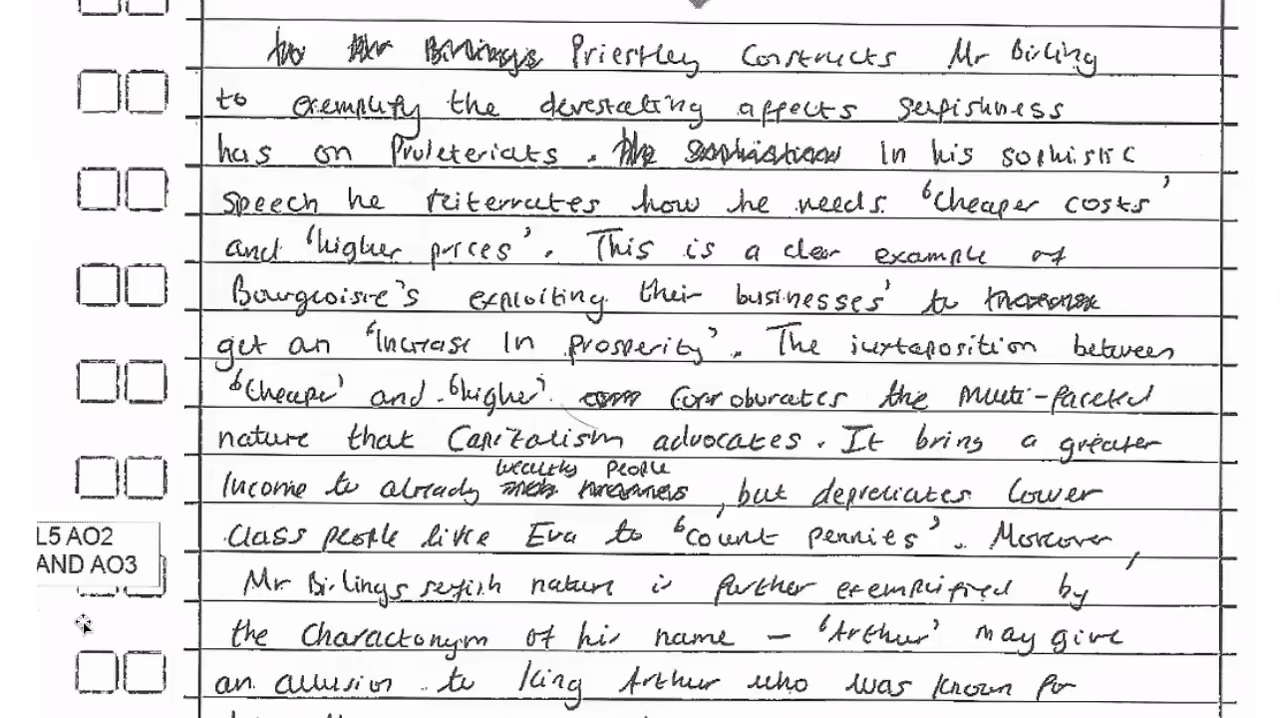 Priestley Constructs Mr Birling
to exemplify the devestating affects selfishness
has on Proleteriats. In his sophistic
speech he reiterrates how he needs 'Cheaper costs'
and 'higher prices'. This is a clear example of
Bourgeoisie's exploiting their businesses' to
get an 'Increase In prosperity'. The juxtaposition between
'Cheaper' and 'higher' Corroborates the multi-faceted
nature that Capitalism advocates. It bring a greater
Income to already wealthy people, but depreciates lower
Class people like Eva to 'count pennies'. Moreover,
L5 AO2
AND AO3
Mr Birlings selfish nature is further exemplified by
the Charactonym of his name – 'Arthur' may give
an allusion to King Arthur who was known for